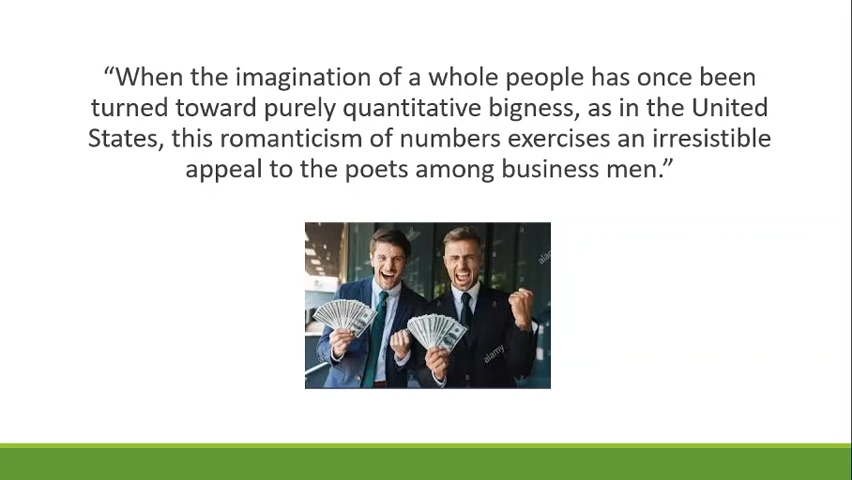 “When the imagination of a whole people has once been
turned toward purely quantitative bigness, as in the United
States, this romanticism of numbers exercises an irresistible
appeal to the poets among business men.”
alamy